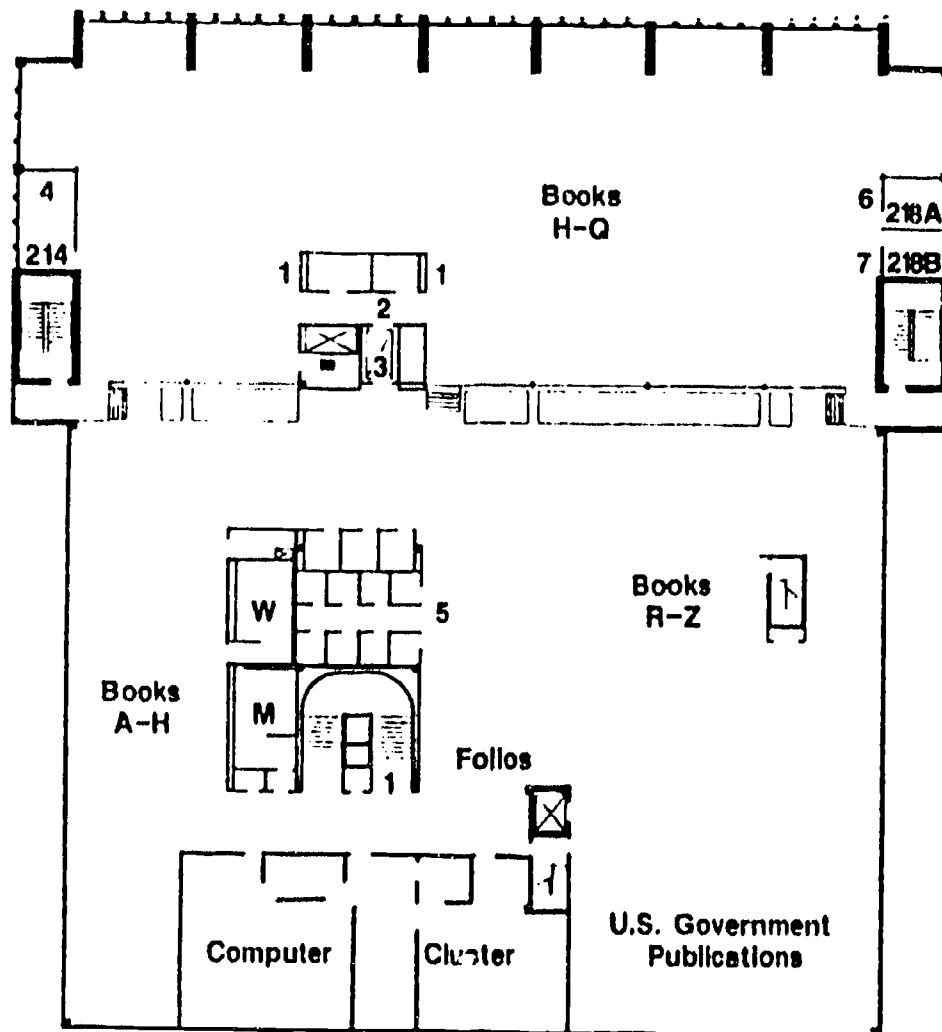 Books
H-Q
4
214
6
218A
7
218B
1
1
2
3
W
5
Books
R-Z
Books
A-H
M
Folios
1
Computer
Cluster
U.S. Government
Publications